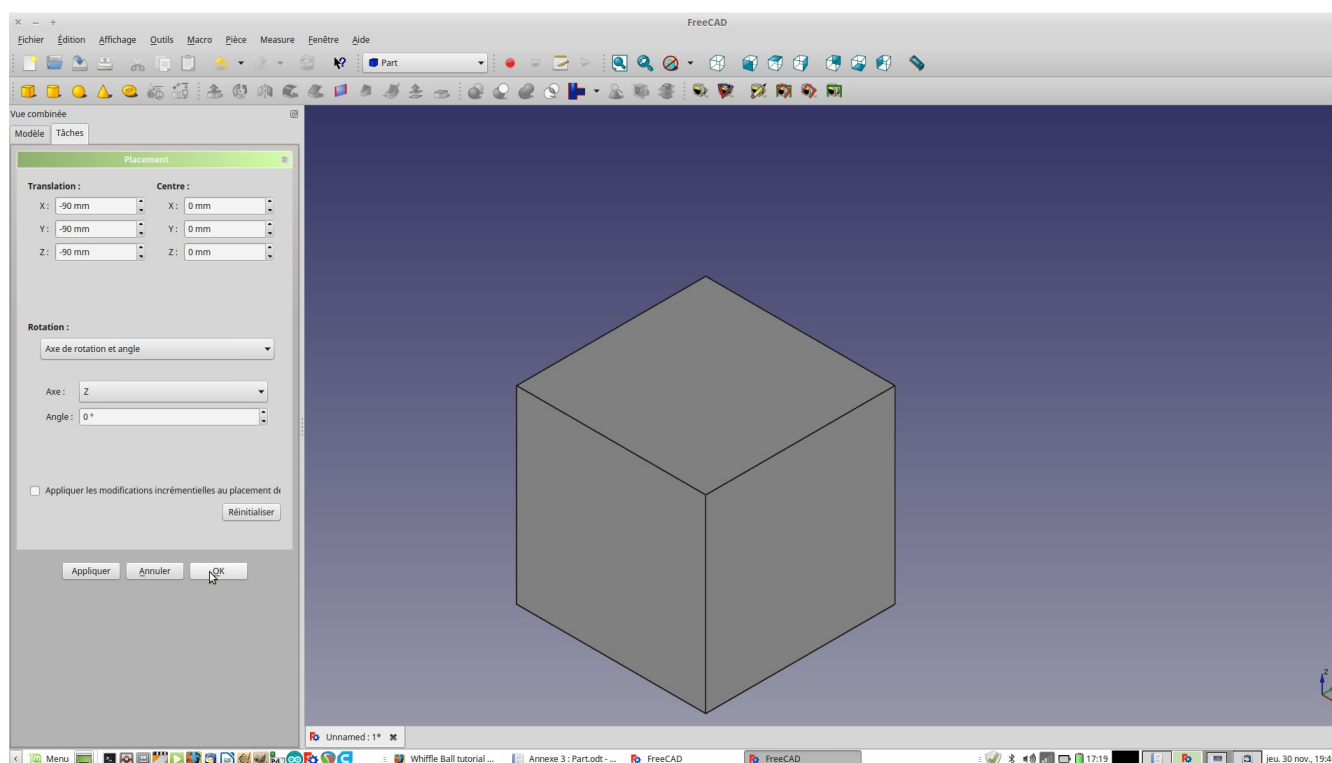 FreeCAD
Fichier Édition Affichage Outils Macro Pièce Measure Fenêtre Aide
Part
Vue combinée
Modèle Tâches
Placement
Translation : Centre :
X : -90 mm X : 0 mm
Y : -90 mm Y : 0 mm
Z : -90 mm Z : 0 mm
Rotation :
Axe de rotation et angle
Axe : Z
Angle : 0 °
Appliquer les modifications incrémentielles au placement de
Réinitialiser
Appliquer Annuler OK
Z
Unnamed : 1*
Menu Whiffle Ball tutorial ... Annexe 3 : Part.odt - ... FreeCAD FreeCAD 17:19 jeu. 30 nov., 19:4